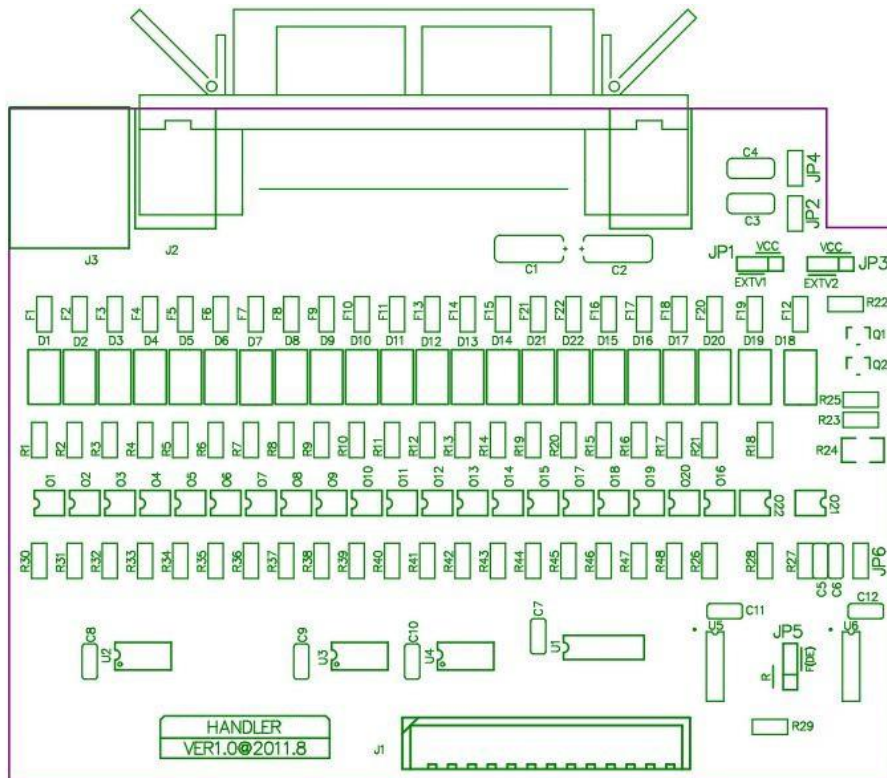 C4
JP4
C3
JP2
J3
J2
C1 + + C2
JP1 VCC VCC JP3
EXTV1 EXTV2
R22
F1 F2 F3 F4 F5 F6 F7 F8 F9 F10 F11 F13 F14 F15 F21 F22 F16 F17 F18 F20 F19 F12
Q1
D1 D2 D3 D4 D5 D6 D7 D8 D9 D10 D11 D12 D13 D14 D21 D22 D15 D16 D17 D20 D19 D18
Q2
R25
R23
R1 R2 R3 R4 R5 R6 R7 R8 R9 R10 R11 R12 R13 R14 R19 R20 R15 R16 R17 R21 R18 R24
O1 O2 O3 O4 O5 O6 O7 O8 O9 O10 O11 O12 O13 O14 O15 O17 O18 O19 O20 O16 O22 O21
R30 R31 R32 R33 R34 R35 R36 R37 R38 R39 R40 R41 R42 R43 R44 R45 R46 R47 R48 R26 R28 R27 JP6
C5 C6
C11 C12
C8 C9 C10 C7 U5 JP5 U6
U2 U3 U4 U1
R F(DE)
HANDLER
VER1.0@2011.8
J1
R29